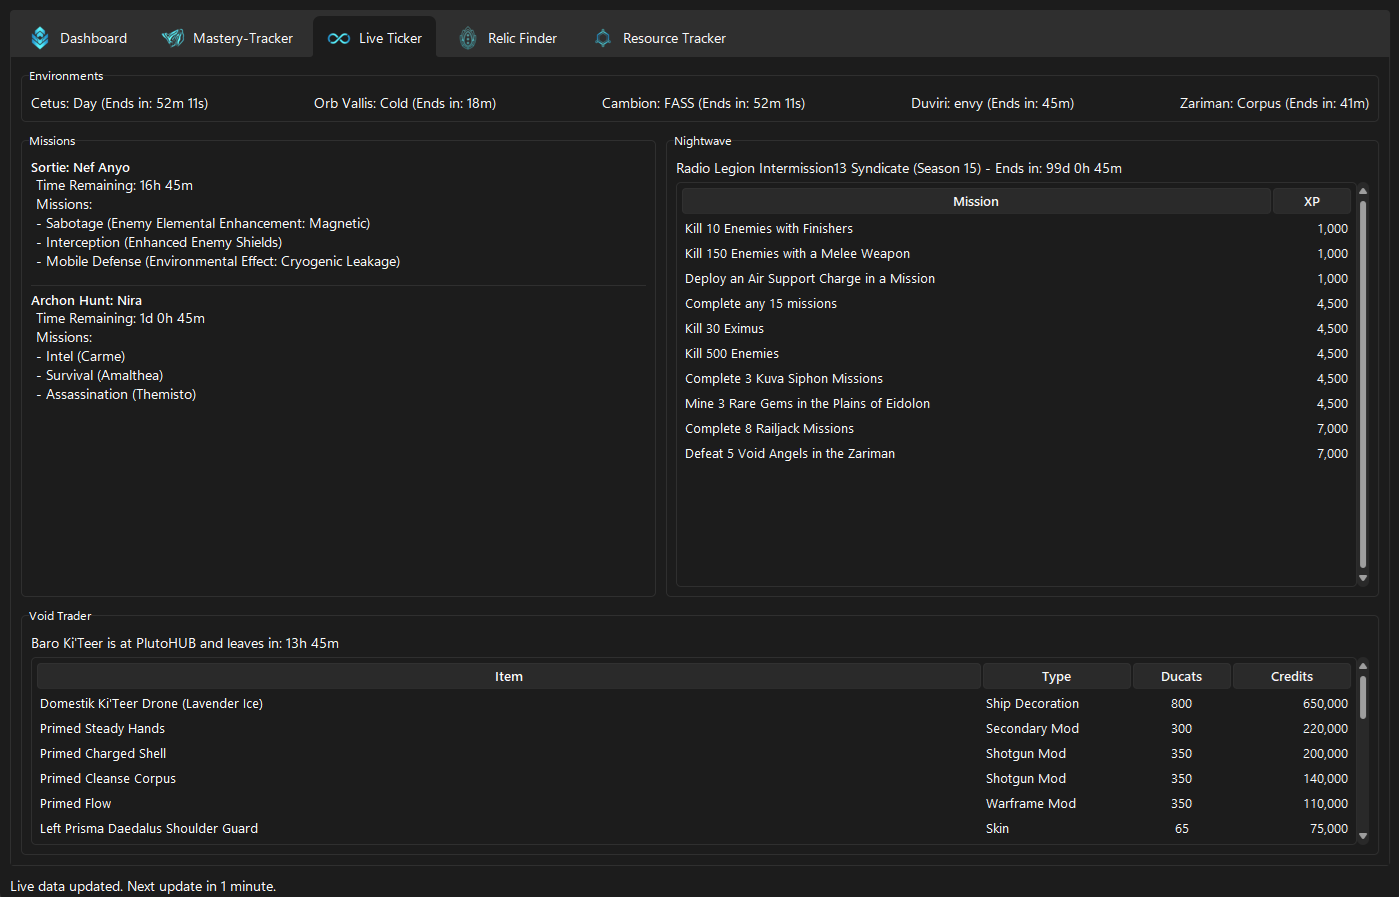 Dashboard Mastery-Tracker Live Ticker Relic Finder Resource Tracker
Environments
Cetus: Day (Ends in: 52m 11s) Orb Vallis: Cold (Ends in: 18m) Cambion: FASS (Ends in: 52m 11s) Duviri: envy (Ends in: 45m) Zariman: Corpus (Ends in: 41m)
Missions
Sortie: Nef Anyo
Time Remaining: 16h 45m
Missions:
- Sabotage (Enemy Elemental Enhancement: Magnetic)
- Interception (Enhanced Enemy Shields)
- Mobile Defense (Environmental Effect: Cryogenic Leakage)
Archon Hunt: Nira
Time Remaining: 1d 0h 45m
Missions:
- Intel (Carme)
- Survival (Amalthea)
- Assassination (Themisto)
Nightwave
Radio Legion Intermission13 Syndicate (Season 15) - Ends in: 99d 0h 45m
Mission XP
Kill 10 Enemies with Finishers 1,000
Kill 150 Enemies with a Melee Weapon 1,000
Deploy an Air Support Charge in a Mission 1,000
Complete any 15 missions 4,500
Kill 30 Eximus 4,500
Kill 500 Enemies 4,500
Complete 3 Kuva Siphon Missions 4,500
Mine 3 Rare Gems in the Plains of Eidolon 4,500
Complete 8 Railjack Missions 7,000
Defeat 5 Void Angels in the Zariman 7,000
Void Trader
Baro Ki'Teer is at PlutoHUB and leaves in: 13h 45m
Item Type Ducats Credits
Domestik Ki'Teer Drone (Lavender Ice) Ship Decoration 800 650,000
Primed Steady Hands Secondary Mod 300 220,000
Primed Charged Shell Shotgun Mod 350 200,000
Primed Cleanse Corpus Shotgun Mod 350 140,000
Primed Flow Warframe Mod 350 110,000
Left Prisma Daedalus Shoulder Guard Skin 65 75,000
Live data updated. Next update in 1 minute.